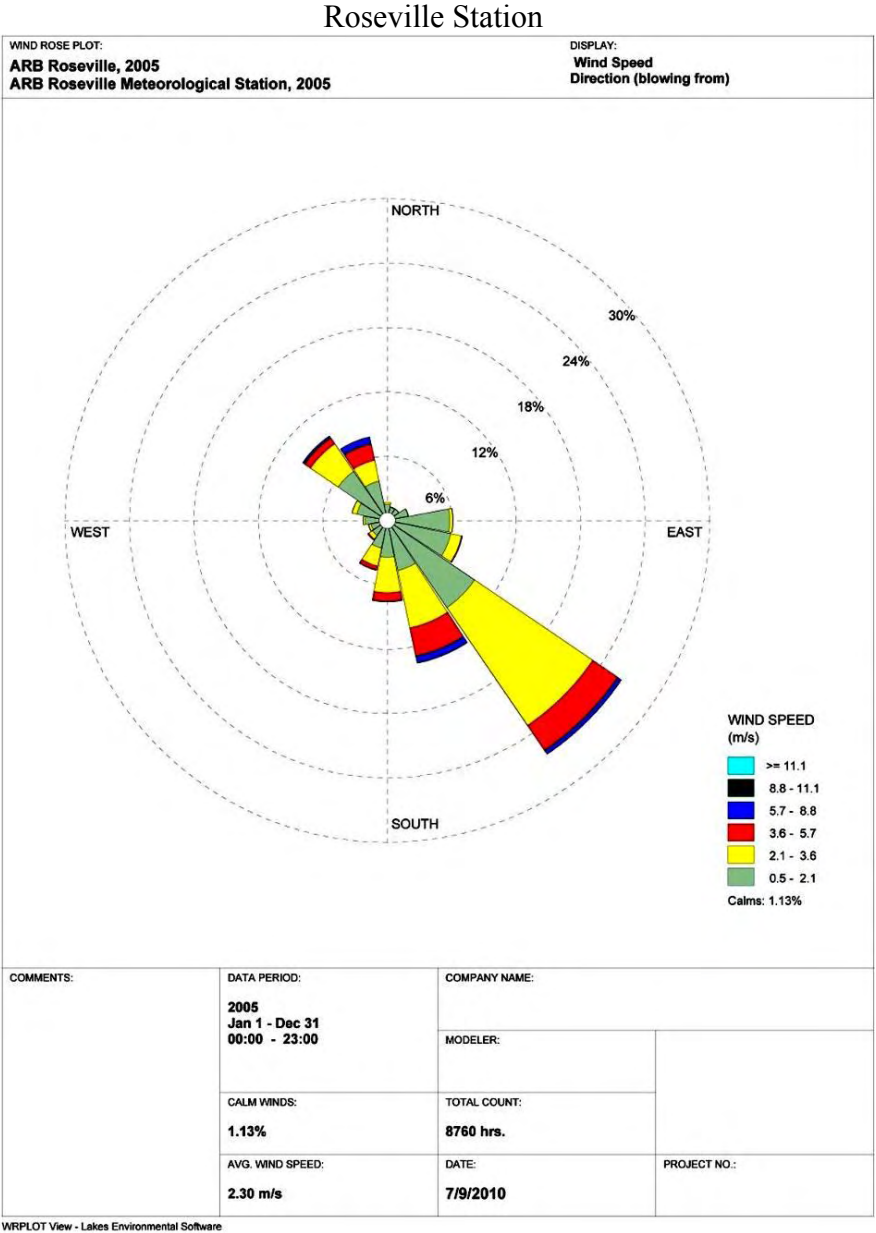 Roseville Station
WIND ROSE PLOT:
ARB Roseville, 2005
ARB Roseville Meteorological Station, 2005
DISPLAY:
Wind Speed
Direction (blowing from)
NORTH
30%
24%
18%
12%
6%
WEST
EAST
SOUTH
WIND SPEED
(m/s)
>= 11.1
8.8 - 11.1
5.7 - 8.8
3.6 - 5.7
2.1 - 3.6
0.5 - 2.1
Calms: 1.13%
COMMENTS:
DATA PERIOD:
2005
Jan 1 - Dec 31
00:00 - 23:00
COMPANY NAME:
MODELER:
CALM WINDS:
1.13%
TOTAL COUNT:
8760 hrs.
AVG. WIND SPEED:
2.30 m/s
DATE:
7/9/2010
PROJECT NO.:
WRPLOT View - Lakes Environmental Software